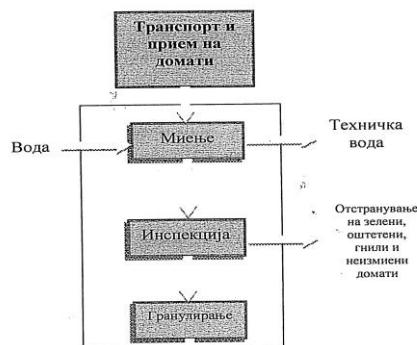 Транспорт и
прием на
домати
Миење
Вода
Техничка
вода
Инспекција
Отстранување
на зелени,
оштетени,
гнили и
неизмиени
домати
Гранулирање